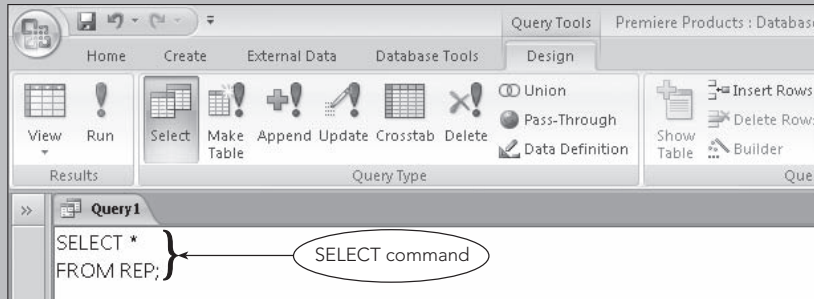 Query Tools Premiere Products : Database
Home Create External Data Database Tools Design
View Run Select Make Table Append Update Crosstab Delete
Union
Pass-Through
Data Definition
Show Table
Insert Rows
Delete Rows
Builder
Results Query Type Que
» Query1
SELECT *
FROM REP;
SELECT command